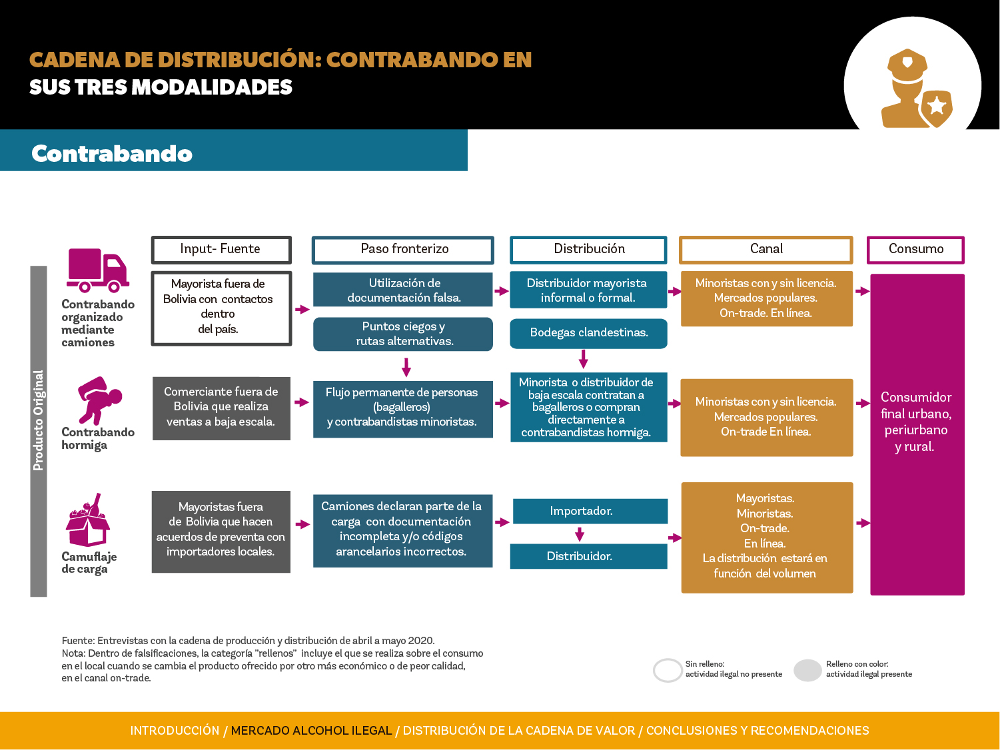 CADENA DE DISTRIBUCIÓN: CONTRABANDO EN
SUS TRES MODALIDADES
Contrabando
Input- Fuente
Paso fronterizo
Distribución
Canal
Consumo
Producto Original
Contrabando
organizado
mediante
camiones
Mayorista fuera de
Bolivia con contactos
dentro
del país.
Utilización de
documentación falsa.
Puntos ciegos y
rutas alternativas.
Distribuidor mayorista
informal o formal.
Bodegas clandestinas.
Minoristas con y sin licencia.
Mercados populares.
On-trade. En línea.
Contrabando
hormiga
Comerciante fuera de
Bolivia que realiza
ventas a baja escala.
Flujo permanente de personas
(bagalleros)
y contrabandistas minoristas.
Minorista o distribuidor de
baja escala contratan a
bagalleros o compran
directamente a
contrabandistas hormiga.
Minoristas con y sin licencia.
Mercados populares.
On-trade En línea.
Consumidor
final urbano,
periurbano
y rural.
Camuflaje
de carga
Mayoristas fuera
de Bolivia que hacen
acuerdos de preventa con
importadores locales.
Camiones declaran parte de la
carga con documentación
incompleta y/o códigos
arancelarios incorrectos.
Importador.
Distribuidor.
Mayoristas.
Minoristas.
On-trade.
En línea.
La distribución estará en
función del volumen
Fuente: Entrevistas con la cadena de producción y distribución de abril a mayo 2020.
Nota: Dentro de falsificaciones, la categoría ”rellenos” incluye el que se realiza sobre el consumo
en el local cuando se cambia el producto ofrecido por otro más económico o de peor calidad,
en el canal on-trade.
Sin relleno:
actividad ilegal no presente
Relleno con color:
actividad ilegal presente
INTRODUCCIÓN / MERCADO ALCOHOL ILEGAL / DISTRIBUCIÓN DE LA CADENA DE VALOR / CONCLUSIONES Y RECOMENDACIONES